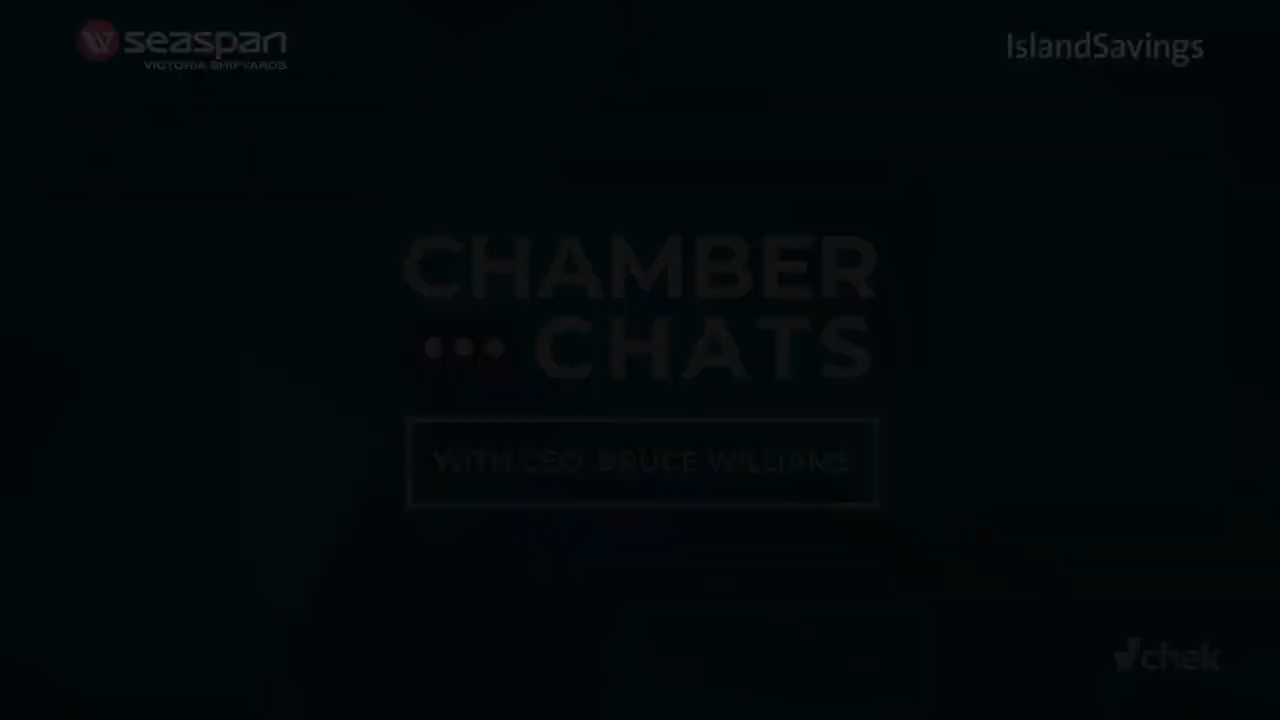 seaspan
VICTORIA SHIPYARDS
IslandSavings
CHAMBER
CHATS
WITH CEO BRUCE WILLIAMS
chek